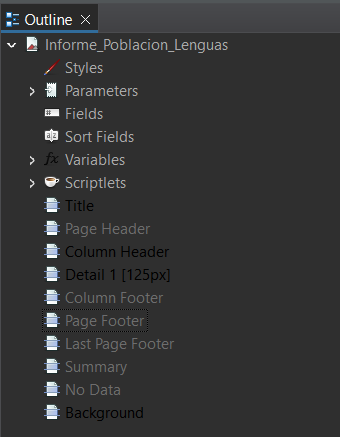 Outline
Informe_Poblacion_Lenguas
Styles
Parameters
Fields
Sort Fields
fx Variables
Scriptlets
Title
Page Header
Column Header
Detail 1 [125px]
Column Footer
Page Footer
Last Page Footer
Summary
No Data
Background